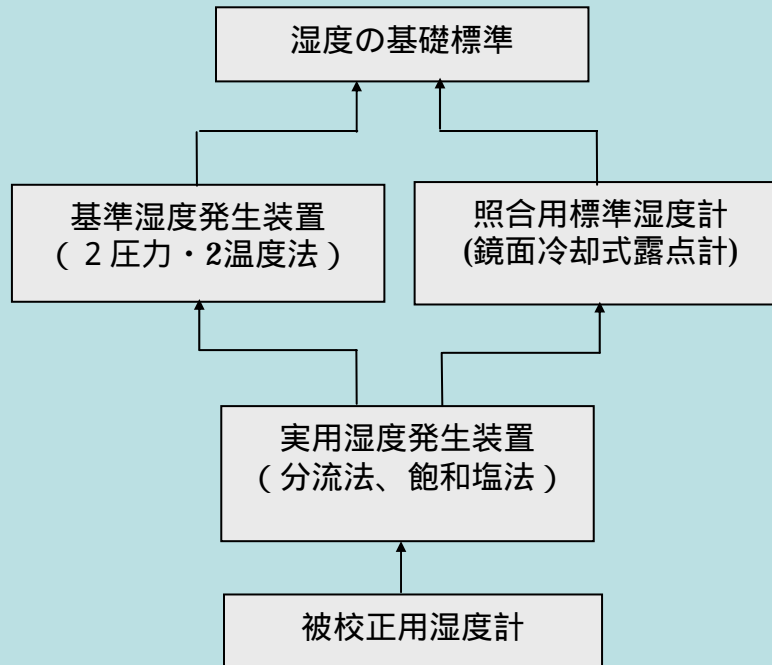 湿度の基礎標準
基準湿度発生装置
（２圧力・2温度法）
照合用標準湿度計
(鏡面冷却式露点計)
実用湿度発生装置
（分流法、飽和塩法）
被校正用湿度計